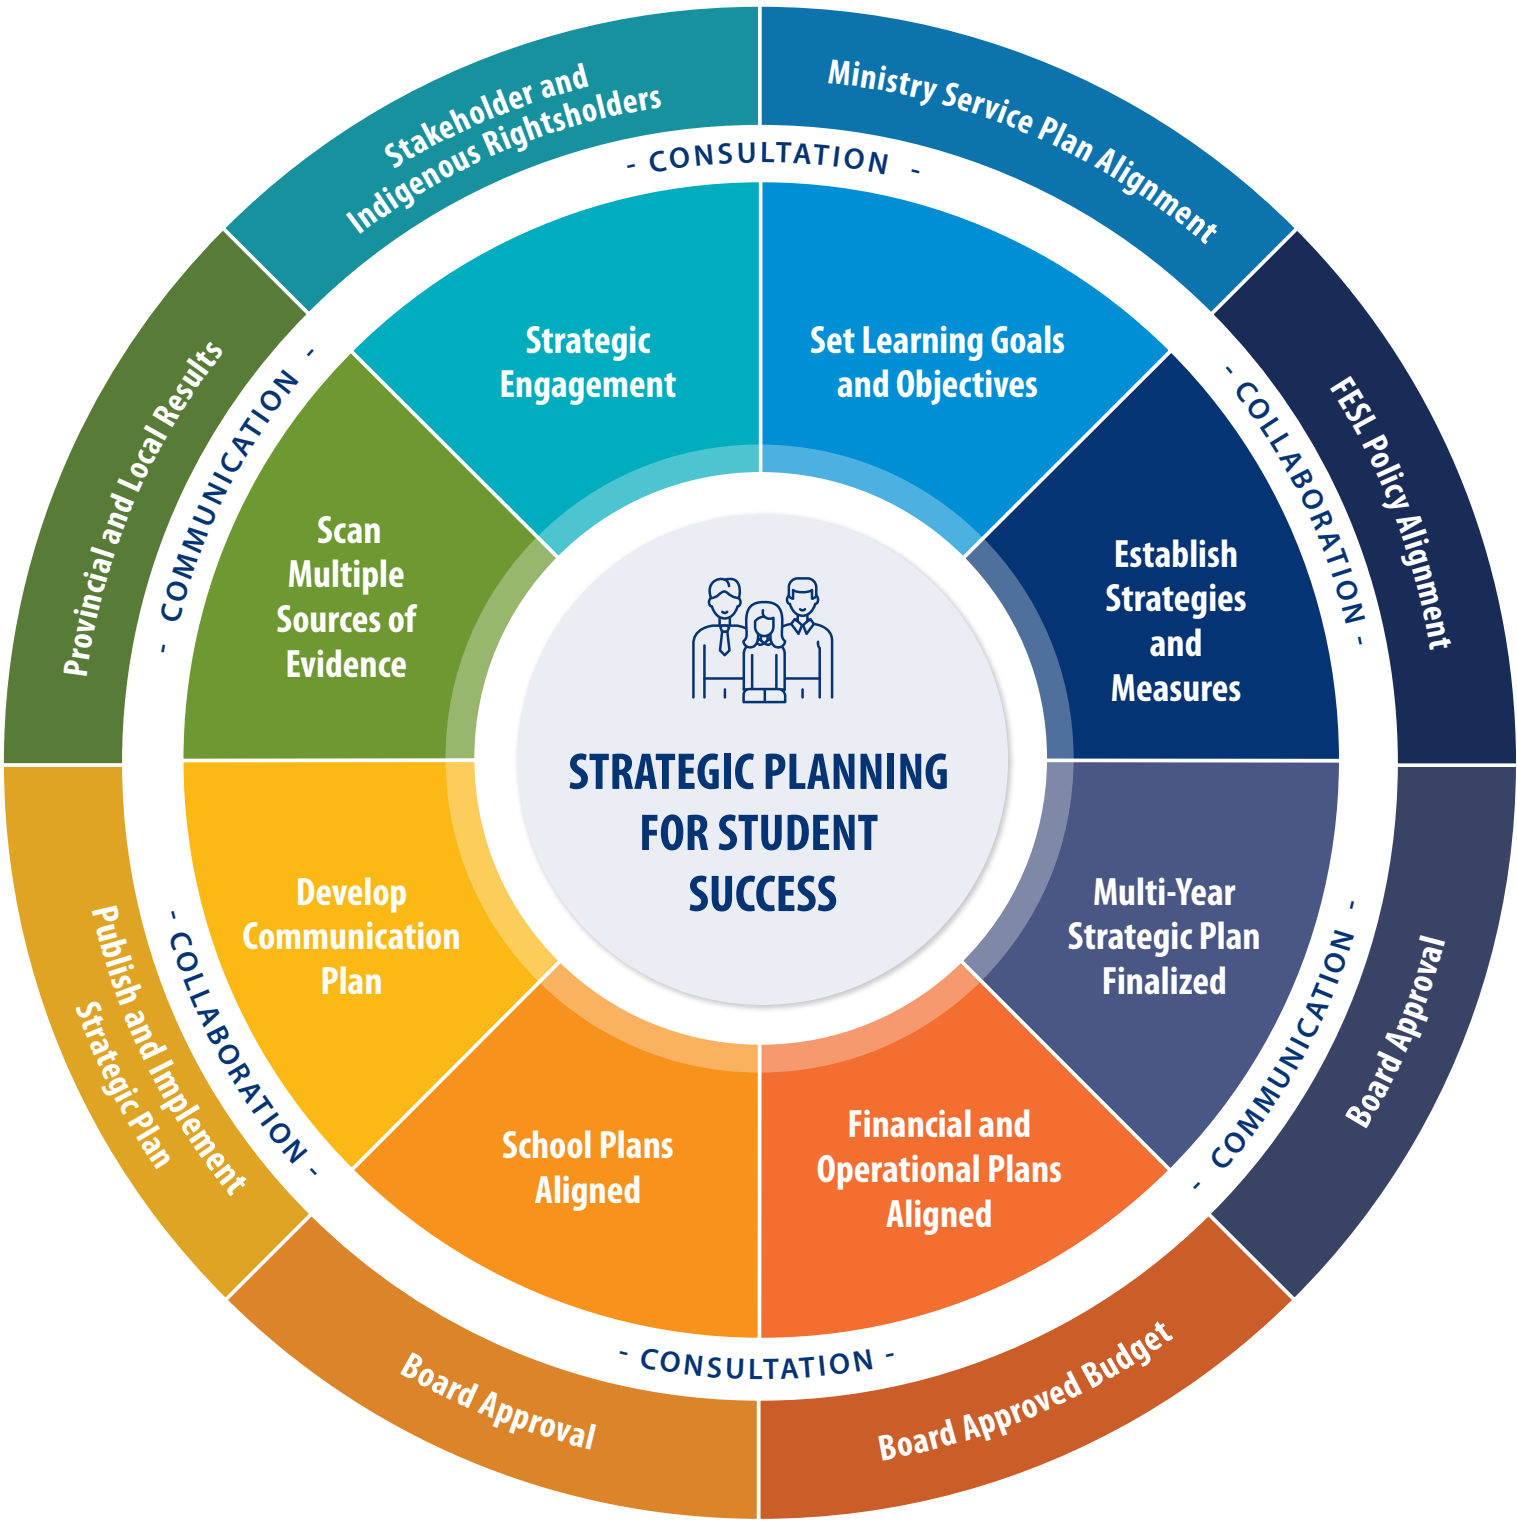 Stakeholder and
Indigenous Rightsholders
Ministry Service Plan Alignment
FESL Policy Alignment
Board Approval
Board Approved Budget
Board Approval
Publish and Implement
Strategic Plan
Provincial and Local Results
- CONSULTATION -
- COLLABORATION -
- COMMUNICATION -
- CONSULTATION -
- COLLABORATION -
- COMMUNICATION -
Strategic
Engagement
Set Learning Goals
and Objectives
Establish
Strategies
and
Measures
Multi-Year
Strategic Plan
Finalized
Financial and
Operational Plans
Aligned
School Plans
Aligned
Develop
Communication
Plan
Scan
Multiple
Sources of
Evidence
STRATEGIC PLANNING
FOR STUDENT
SUCCESS